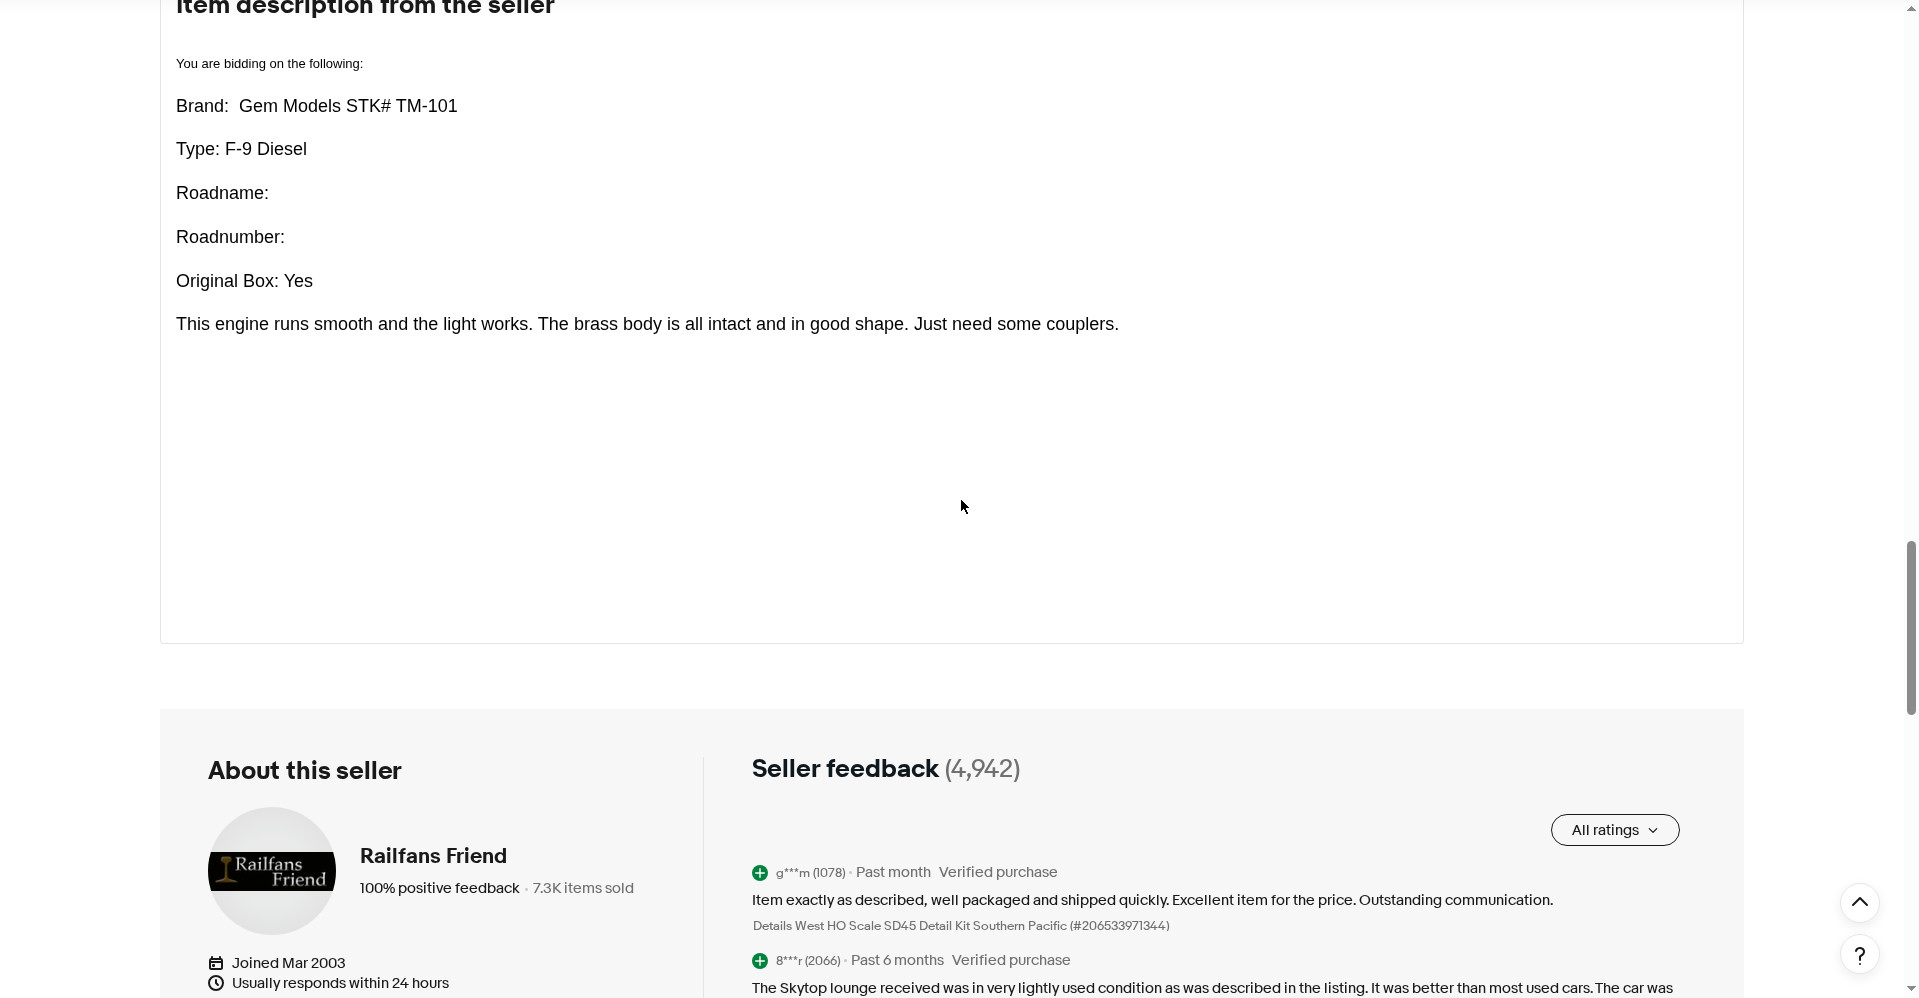 Item description from the seller
You are bidding on the following:
Brand:  Gem Models STK# TM-101
Type: F-9 Diesel
Roadname:
Roadnumber:
Original Box: Yes
This engine runs smooth and the light works. The brass body is all intact and in good shape. Just need some couplers.
About this seller
Railfans
Friend
Railfans Friend
100% positive feedback · 7.3K items sold
Joined Mar 2003
Usually responds within 24 hours
Seller feedback (4,942)
All ratings
g***m (1078) · Past month Verified purchase
Item exactly as described, well packaged and shipped quickly. Excellent item for the price. Outstanding communication.
Details West HO Scale SD45 Detail Kit Southern Pacific (#206533971344)
8***r (2066) · Past 6 months Verified purchase
The Skytop lounge received was in very lightly used condition as was described in the listing. It was better than most used cars. The car was
?